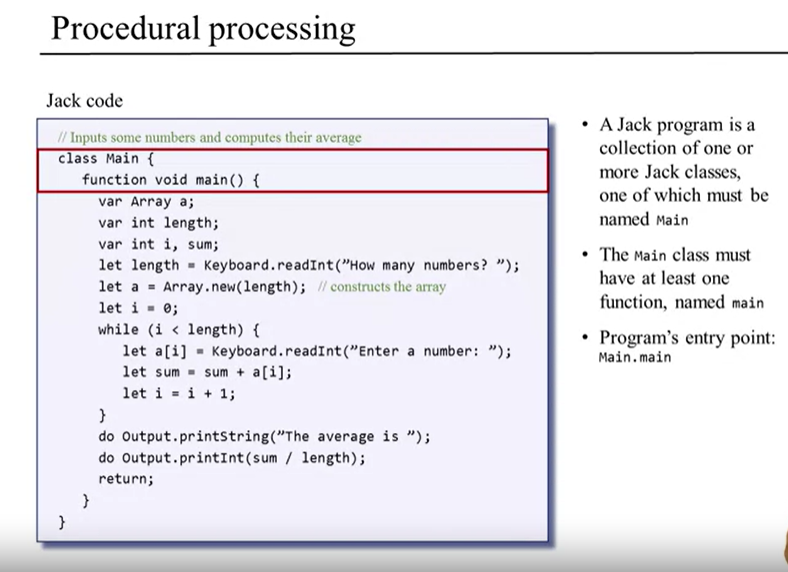 Procedural processing
Jack code
// Inputs some numbers and computes their average
class Main {
function void main() {
var Array a;
var int length;
var int i, sum;
let length = Keyboard.readInt(”How many numbers? ”);
let a = Array.new(length); // constructs the array
let i = 0;
while (i < length) {
let a[i] = Keyboard.readInt(”Enter a number: ”);
let sum = sum + a[i];
let i = i + 1;
}
do Output.printString(”The average is ”);
do Output.printInt(sum / length);
return;
}
}
• A Jack program is a
collection of one or
more Jack classes,
one of which must be
named Main
• The Main class must
have at least one
function, named main
• Program’s entry point:
Main.main